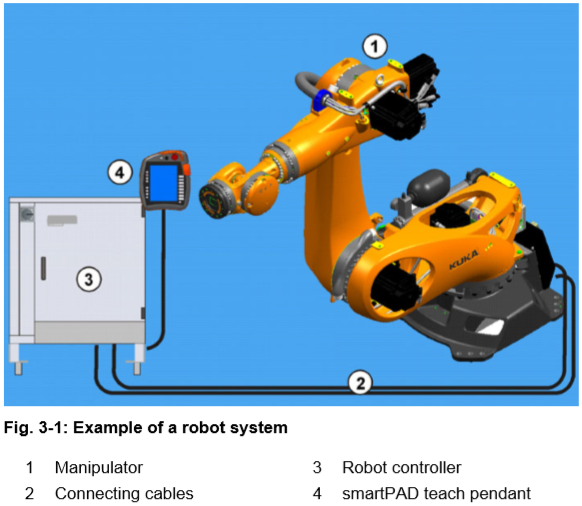 1
4
KUKA
3
2
Fig. 3-1: Example of a robot system
1 Manipulator 3 Robot controller
2 Connecting cables 4 smartPAD teach pendant